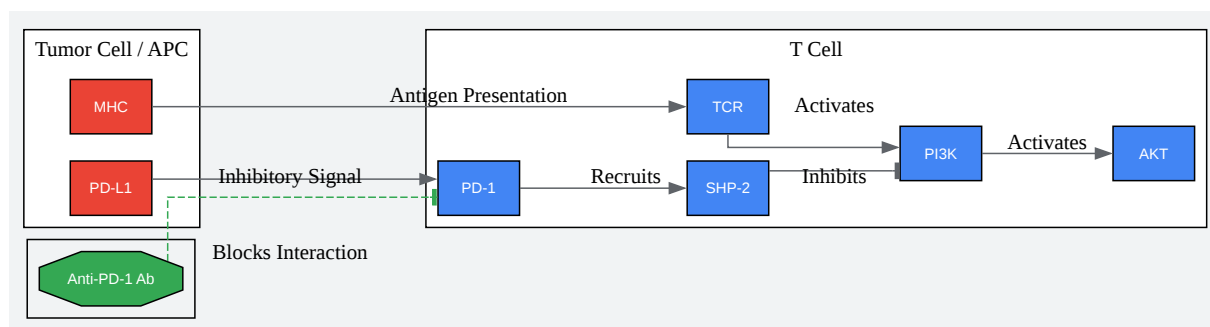 Tumor Cell / APC
T Cell
MHC
Antigen Presentation
TCR
Activates
PI3K
Activates
AKT
PD-L1
Inhibitory Signal
PD-1
Recruits
SHP-2
Inhibits
Blocks Interaction
Anti-PD-1 Ab